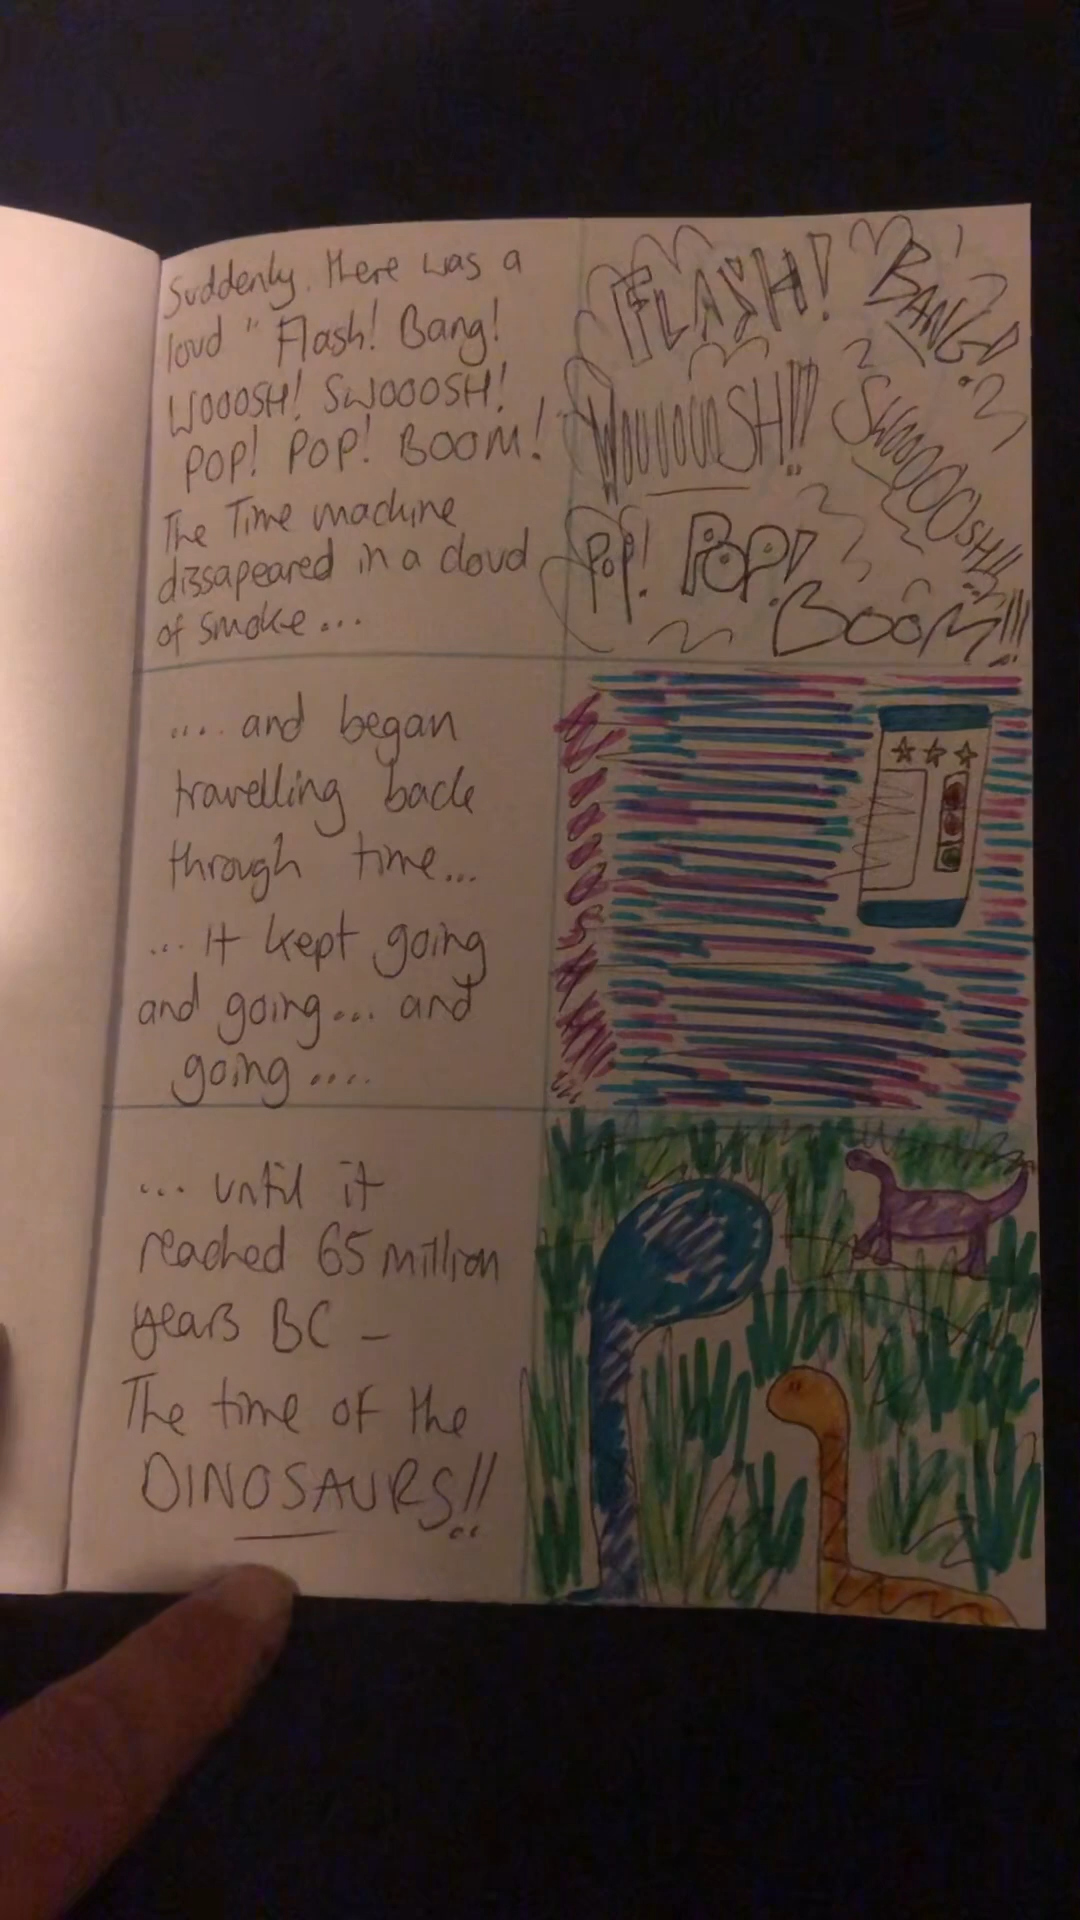 Suddenly. there was a
loud " Flash! Bang!
WOOOSH! SWOOOSH!
POP! POP! BOOM!
The Time machine
dissapeared in a cloud
of smoke...
FLASH!
BANG!
WOOOOOOSH!!!
SWOOOOOOSH!!!
POP! POP!
BOOM!!!
.... and began
travelling back
through time...
... It kept going
and going... and
going....
... until it
reached 65 million
years BC -
The time of the
DINOSAURS!!